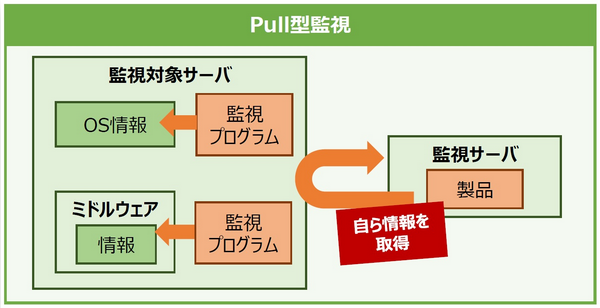 Pull型監視
監視対象サーバ
OS情報
監視
プログラム
ミドルウェア
情報
監視
プログラム
監視サーバ
製品
自ら情報を
取得